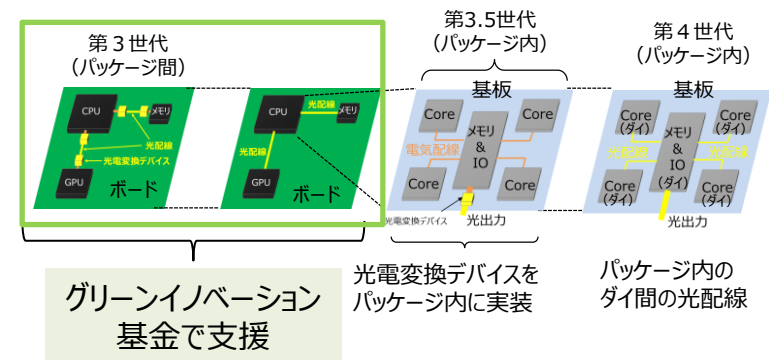 第３世代
（パッケージ間）
CPU
メモリ
光配線
光電変換デバイス
GPU
ボード
CPU
光配線
メモリ
光配線
GPU
ボード
第3.5世代
（パッケージ内）
基板
Core
Core
メモリ
&
IO
電気配線
Core
Core
光電変換デバイス
光出力
第４世代
（パッケージ内）
基板
Core
(ダイ)
Core
(ダイ)
メモリ
&
IO
(ダイ)
光配線
光配線
Core
(ダイ)
Core
(ダイ)
光出力
グリーンイノベーション
基金で支援
光電変換デバイスを
パッケージ内に実装
パッケージ内の
ダイ間の光配線